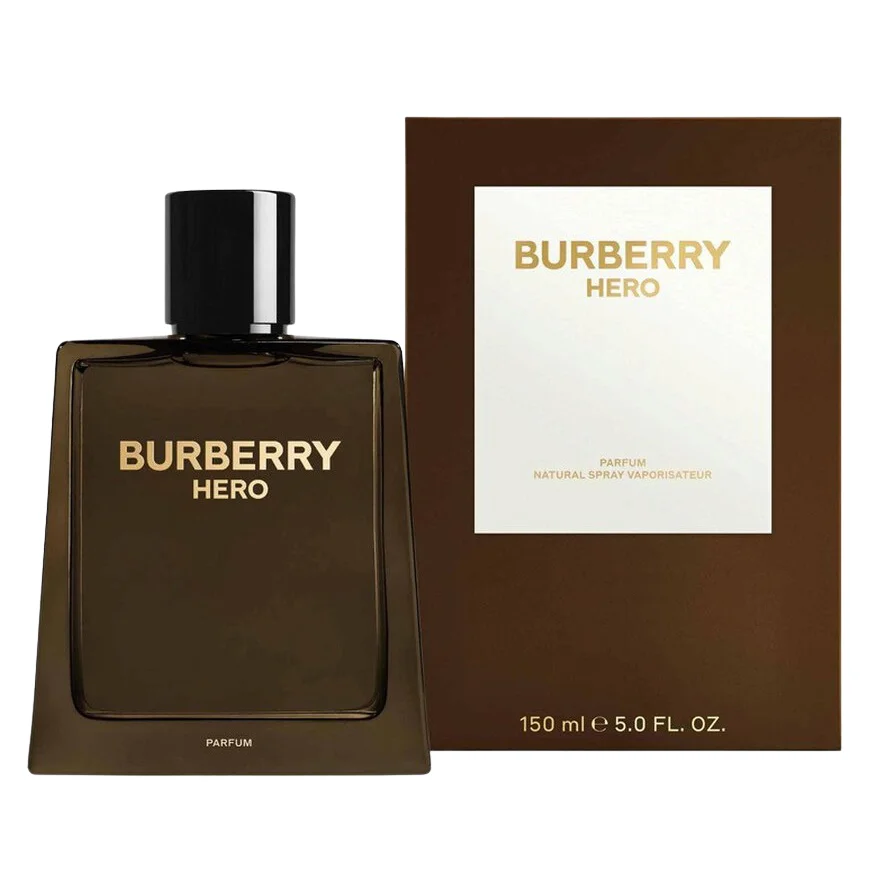 BURBERRY
HERO
PARFUM
BURBERRY
HERO
PARFUM
NATURAL SPRAY VAPORISATEUR
150 ml ℮ 5.0 FL. OZ.